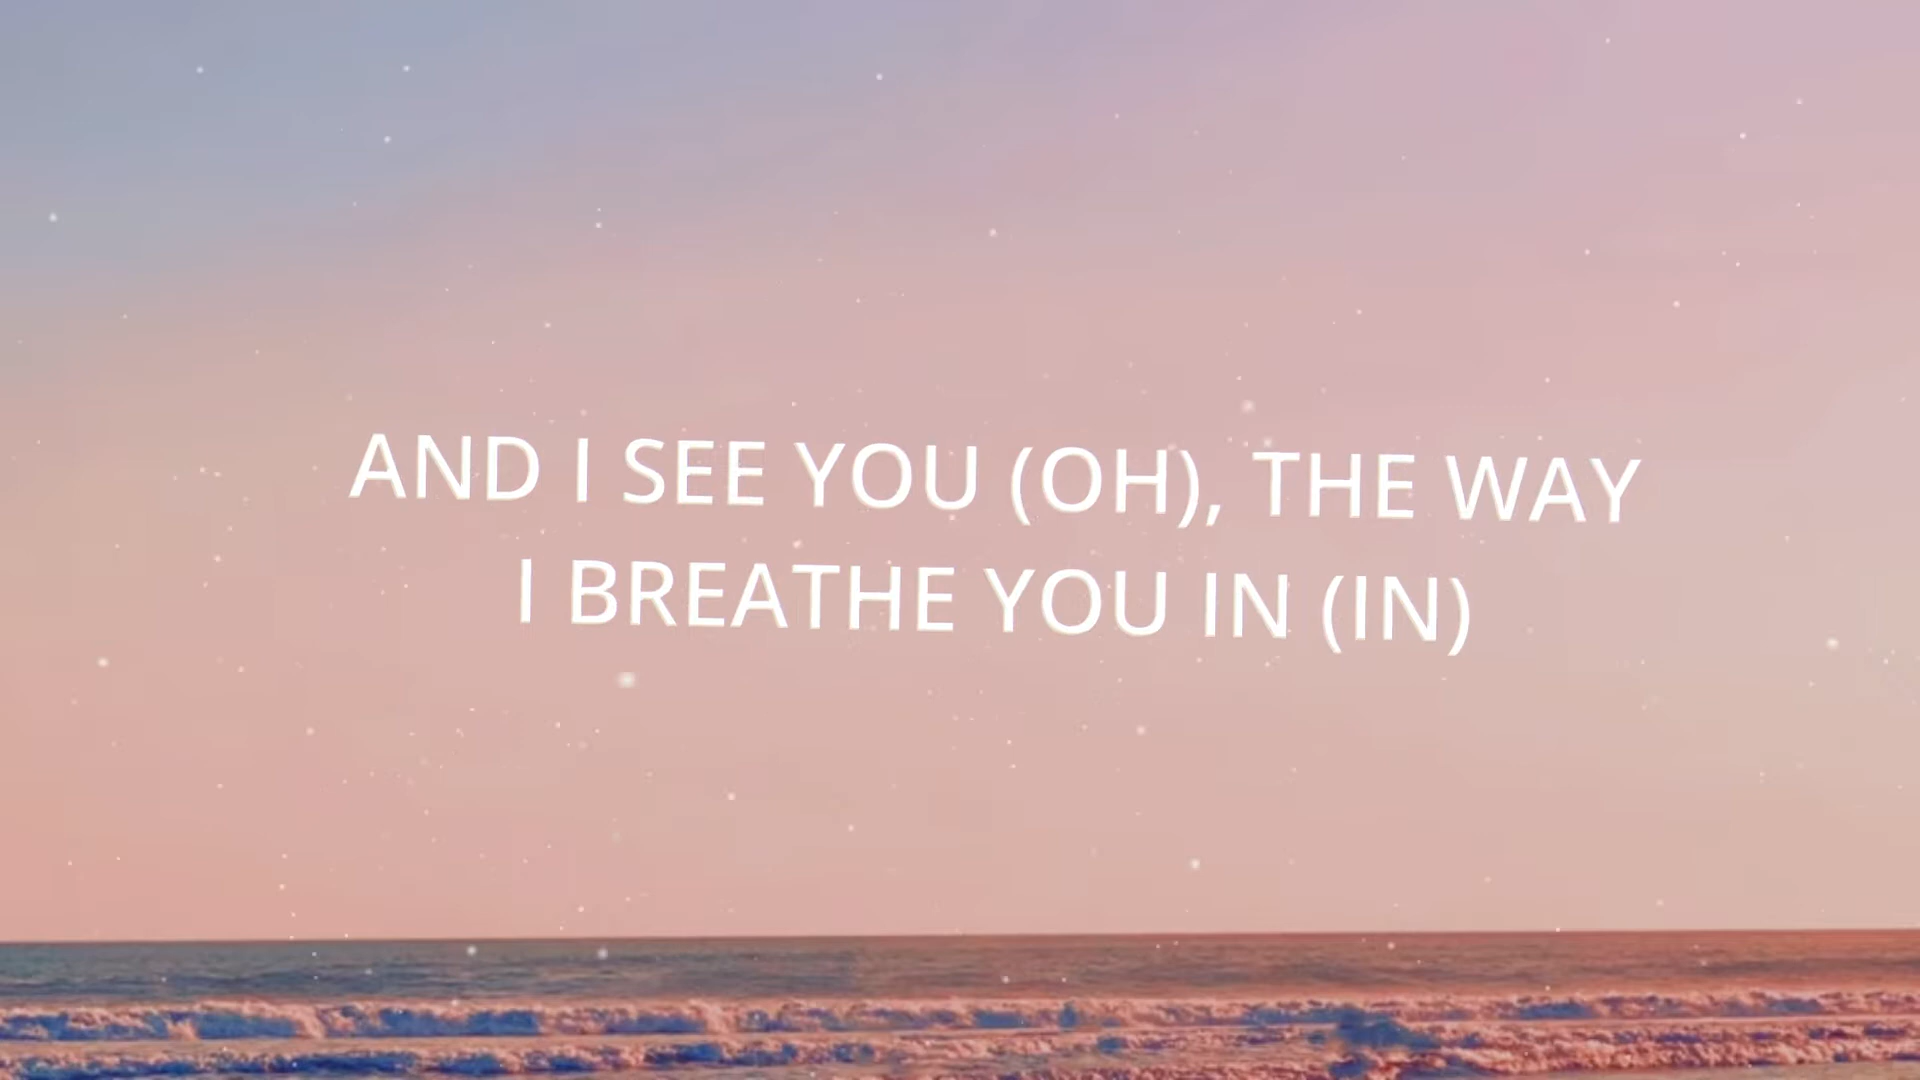 AND I SEE YOU (OH), THE WAY
I BREATHE YOU IN (IN)